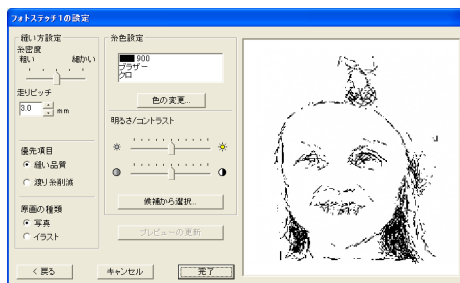 フォトステッチ1の設定
縫い方設定
糸密度
粗い 細かい
走りピッチ
3.0 mm
優先項目
縫い品質
渡り糸削減
原画の種類
写真
イラスト
糸色設定
900
ブラザー
クロ
色の変更...
明るさ/コントラスト
候補から選択...
プレビューの更新
< 戻る
キャンセル
完了